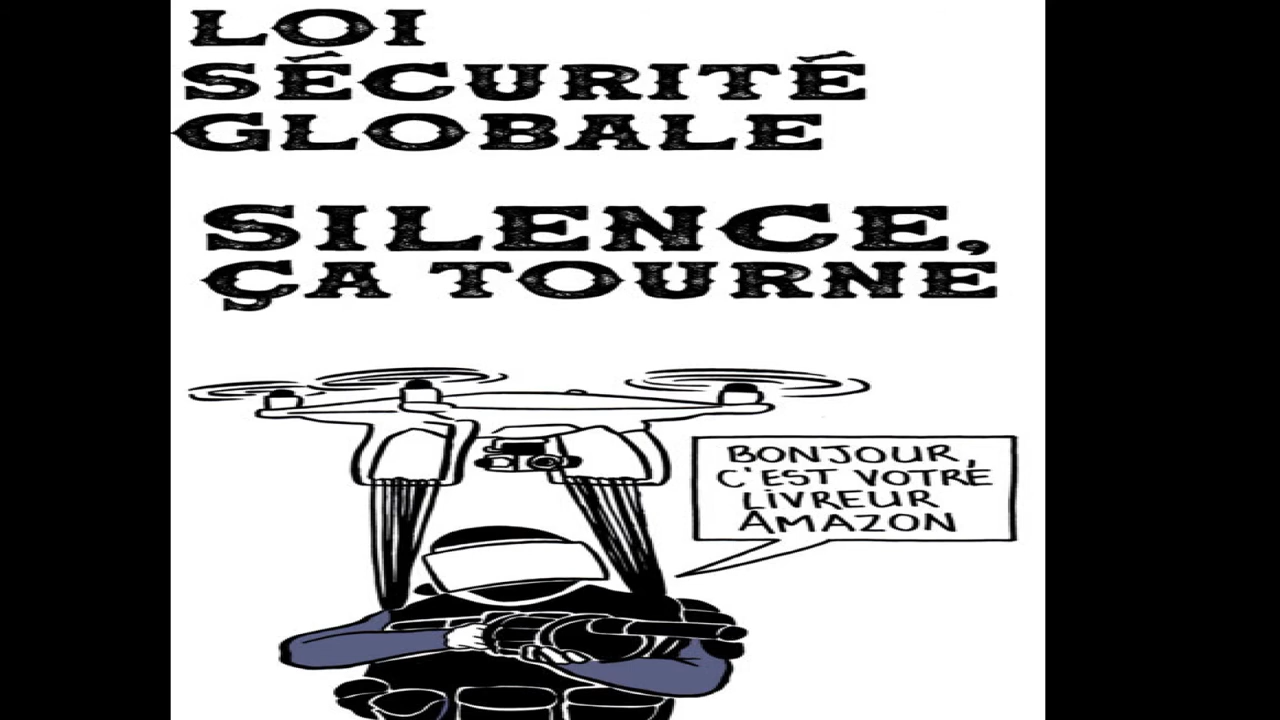 LOI
SÉCURITÉ
GLOBALE
SILENCE,
ÇA TOURNE
BONJOUR,
C'EST VOTRE
LIVREUR
AMAZON